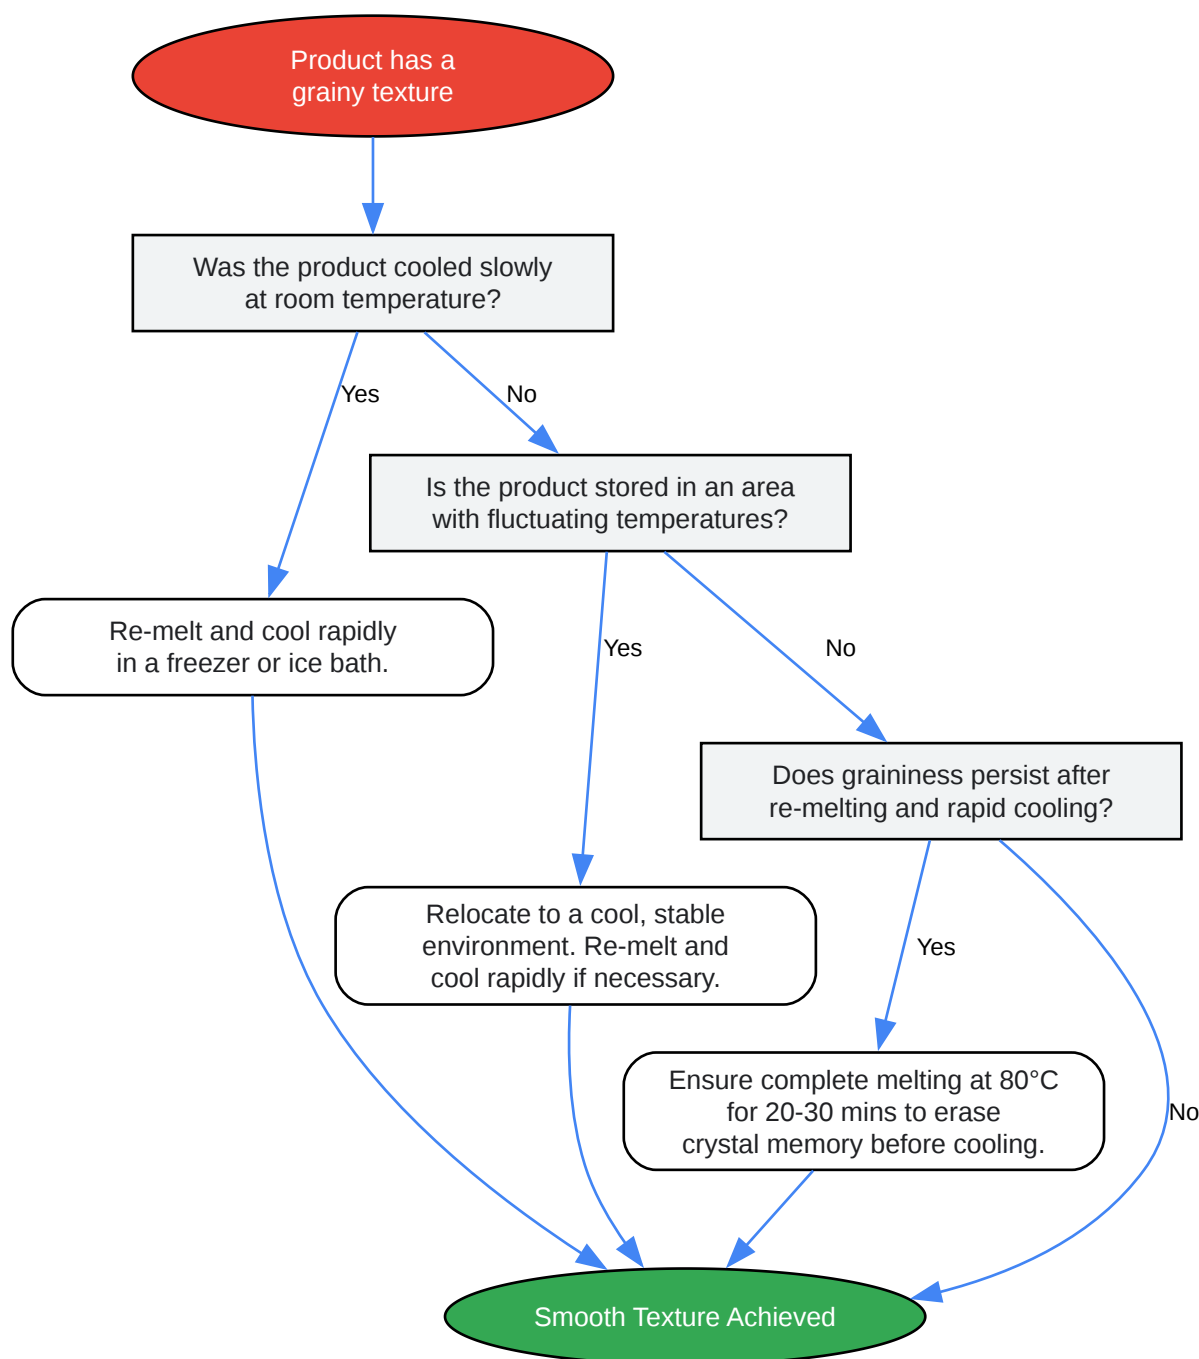 Product has a
grainy texture
Was the product cooled slowly
at room temperature?
Yes
No
Is the product stored in an area
with fluctuating temperatures?
Re-melt and cool rapidly
in a freezer or ice bath.
Yes
No
Does graininess persist after
re-melting and rapid cooling?
Relocate to a cool, stable
environment. Re-melt and
cool rapidly if necessary.
Yes
Ensure complete melting at 80°C
for 20-30 mins to erase
crystal memory before cooling.
No
Smooth Texture Achieved